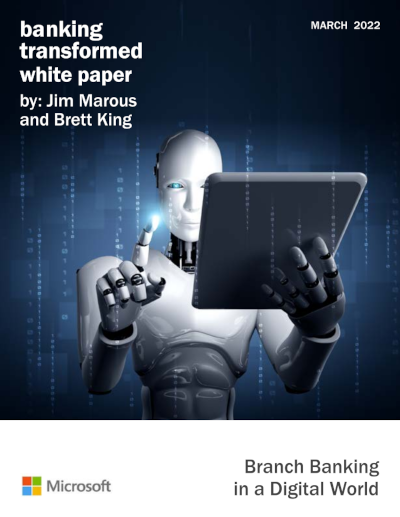 banking
transformed
white paper
by: Jim Marous
and Brett King
MARCH 2022
Microsoft
Branch Banking
in a Digital World